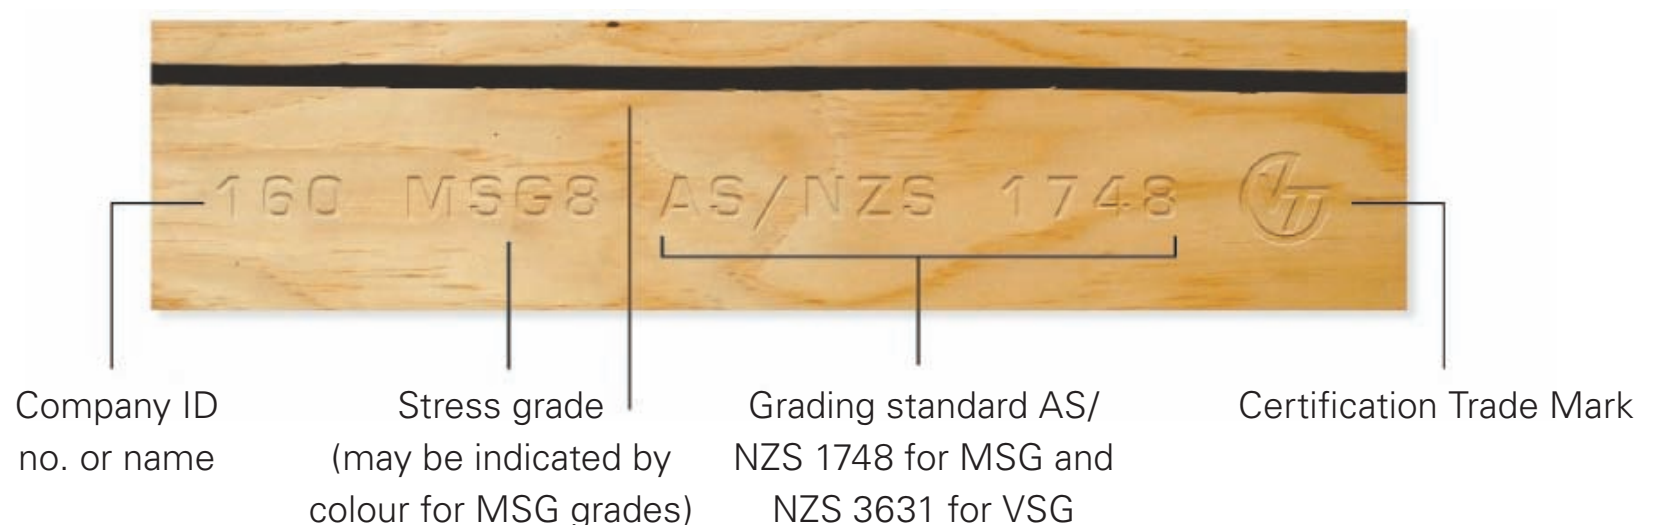 160 MSG8 AS/NZS 1748 VT
Company ID
no. or name
Stress grade
(may be indicated by
colour for MSG grades)
Grading standard AS/
NZS 1748 for MSG and
NZS 3631 for VSG
Certification Trade Mark